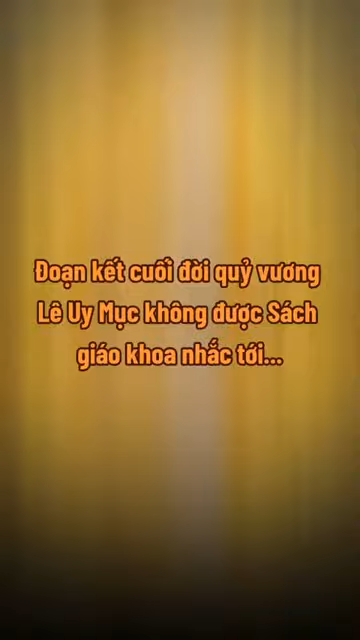 Đoạn kết cuối đời quỷ vương
Lê Uy Mục không được Sách
giáo khoa nhắc tới...